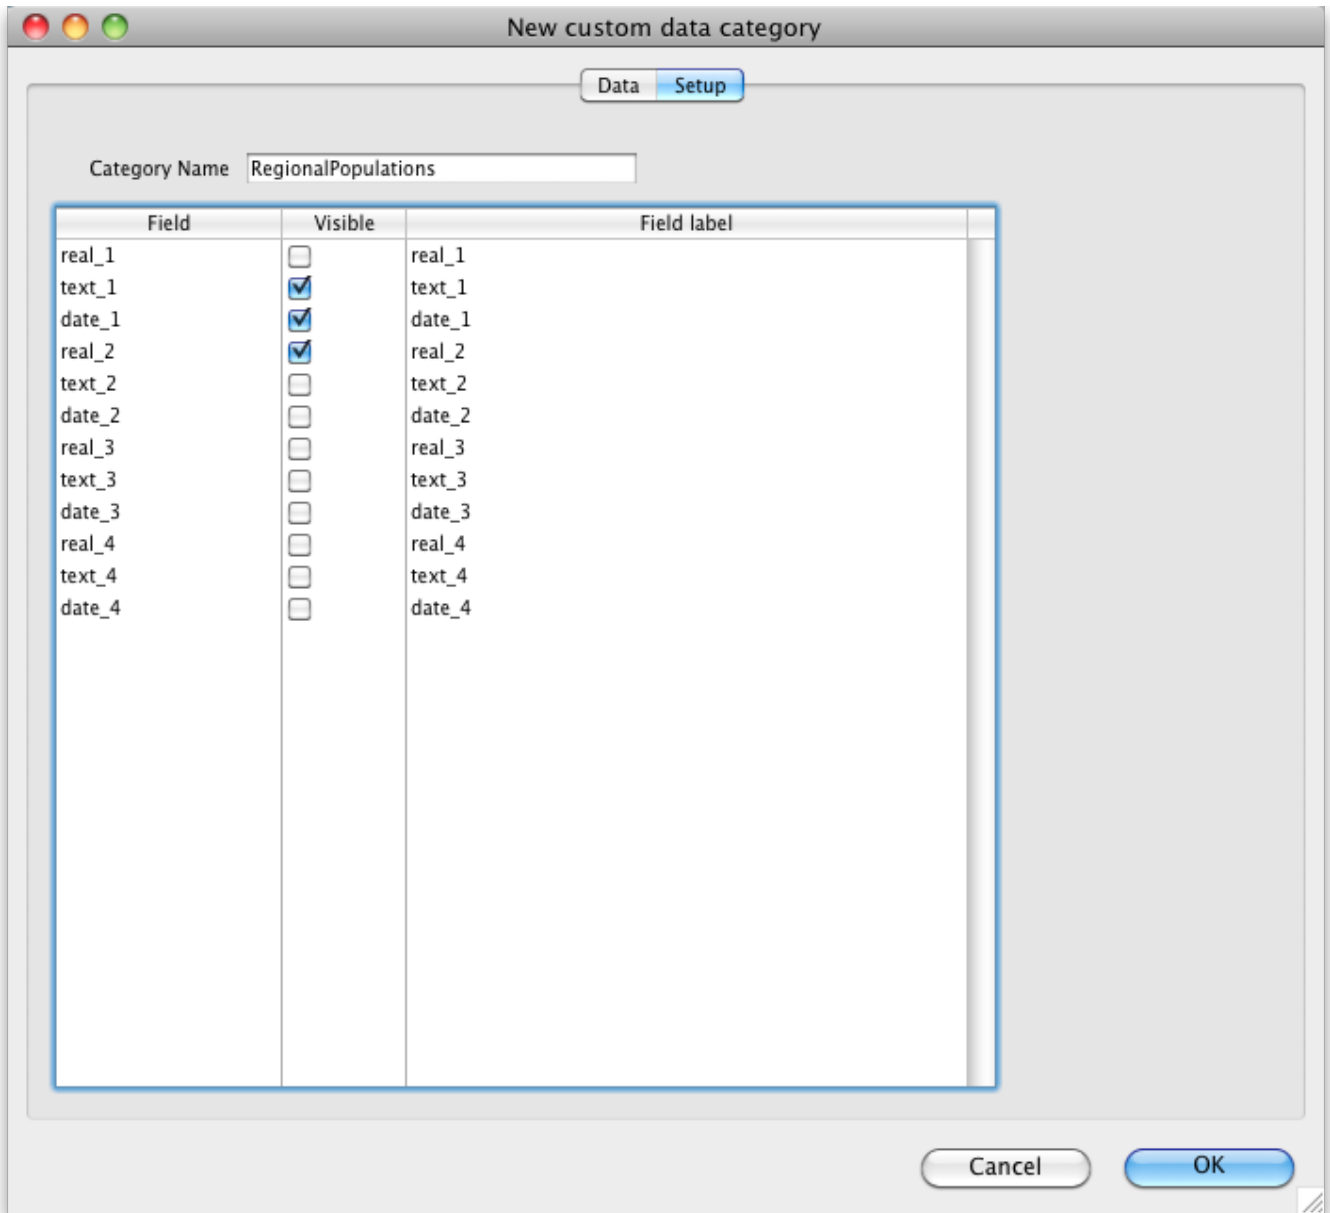 New custom data category
Data Setup
Category Name RegionalPopulations
Field Visible Field label
real_1 real_1
text_1 text_1
date_1 date_1
real_2 real_2
text_2 text_2
date_2 date_2
real_3 real_3
text_3 text_3
date_3 date_3
real_4 real_4
text_4 text_4
date_4 date_4
Cancel OK